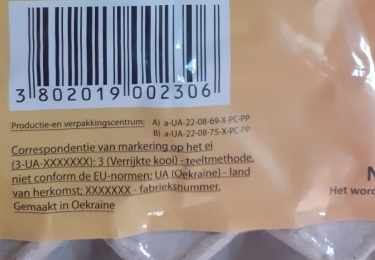 3 802019 002306
Productie-en verpakkingscentrum: A) a-UA-22-08-69-X-PC-PP
B) a-UA-22-08-75-X-PC-PP
Correspondentie van markering op het ei
(3-UA-XXXXXXX): 3 (Verrijkte kooi) - teeltmethode,
niet conform de EU-normen; UA (Oekraïne) - land
van herkomst; XXXXXXX - fabrieksnummer.
Gemaakt in Oekraïne
Het word